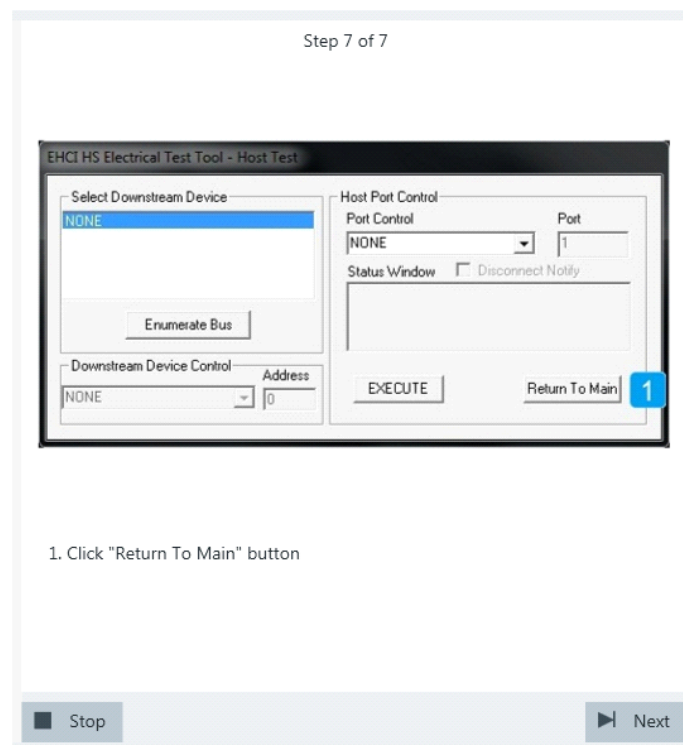 Step 7 of 7
EHCI HS Electrical Test Tool - Host Test
Select Downstream Device
NONE
Enumerate Bus
Downstream Device Control
Address
NONE
0
Host Port Control
Port Control
Port
NONE
1
Status Window
Disconnect Notify
EXECUTE
Return To Main
1
1. Click "Return To Main" button
Stop
Next